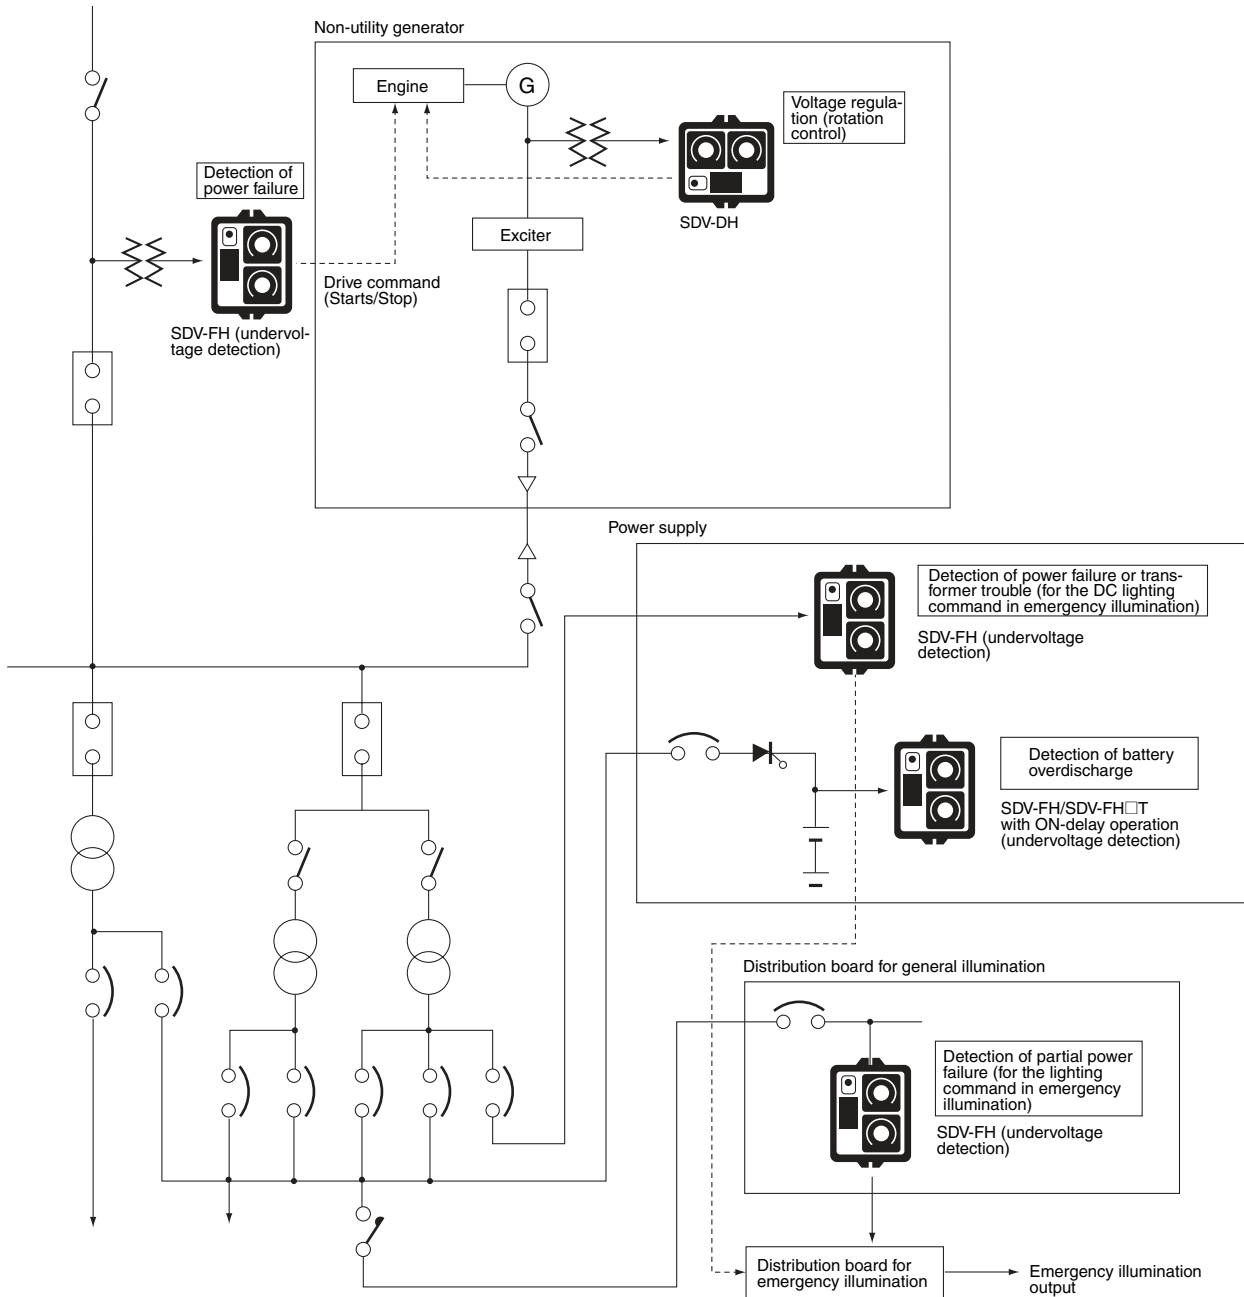 Non-utility generator
Engine
G
Voltage regula-
tion (rotation
control)
Detection of
power failure
SDV-DH
Exciter
Drive command
(Starts/Stop)
SDV-FH (undervol-
tage detection)
Power supply
Detection of power failure or trans-
former trouble (for the DC lighting
command in emergency illumination)
SDV-FH (undervoltage
detection)
Detection of battery
overdischarge
SDV-FH/SDV-FH□T
with ON-delay operation
(undervoltage detection)
Distribution board for general illumination
Detection of partial power
failure (for the lighting
command in emergency
illumination)
SDV-FH (undervoltage
detection)
Distribution board for
emergency illumination
Emergency illumination
output